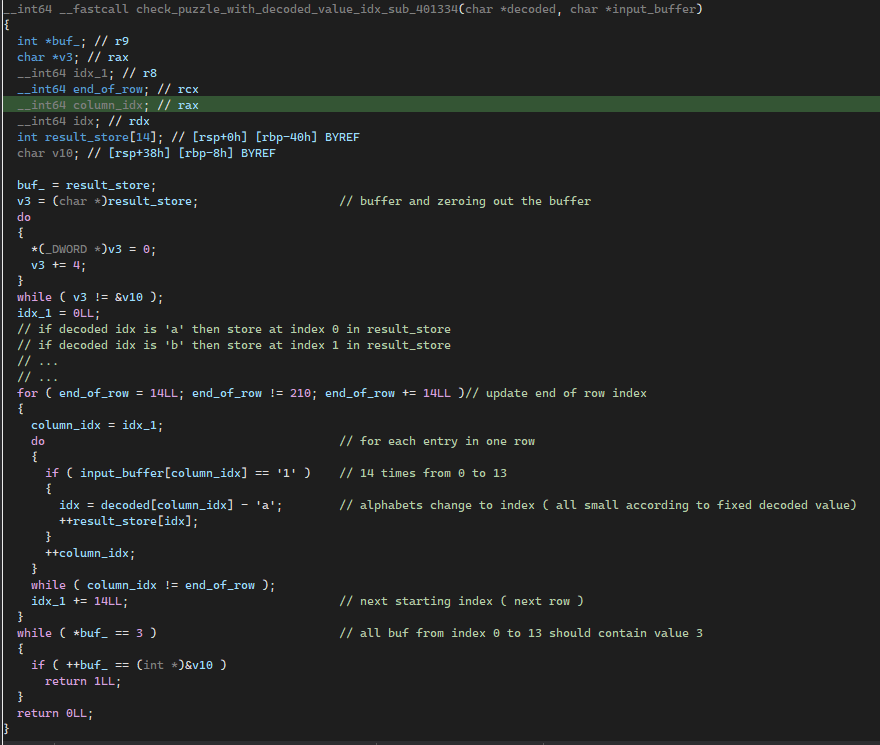 __int64 __fastcall check_puzzle_with_decoded_value_idx_sub_401334(char *decoded, char *input_buffer)
{
int *buf_; // r9
char *v3; // rax
__int64 idx_1; // r8
__int64 end_of_row; // rcx
__int64 column_idx; // rax
__int64 idx; // rdx
int result_store[14]; // [rsp+0h] [rbp-40h] BYREF
char v10; // [rsp+38h] [rbp-8h] BYREF
buf_ = result_store;
v3 = (char *)result_store; // buffer and zeroing out the buffer
do
{
*(_DWORD *)v3 = 0;
v3 += 4;
}
while ( v3 != &v10 );
idx_1 = 0LL;
// if decoded idx is 'a' then store at index 0 in result_store
// if decoded idx is 'b' then store at index 1 in result_store
// ...
// ...
for ( end_of_row = 14LL; end_of_row != 210; end_of_row += 14LL )// update end of row index
{
column_idx = idx_1;
do // for each entry in one row
{
if ( input_buffer[column_idx] == '1' ) // 14 times from 0 to 13
{
idx = decoded[column_idx] - 'a'; // alphabets change to index ( all small according to fixed decoded value)
++result_store[idx];
}
++column_idx;
}
while ( column_idx != end_of_row );
idx_1 += 14LL; // next starting index ( next row )
}
while ( *buf_ == 3 ) // all buf from index 0 to 13 should contain value 3
{
if ( ++buf_ == (int *)&v10 )
return 1LL;
}
return 0LL;
}